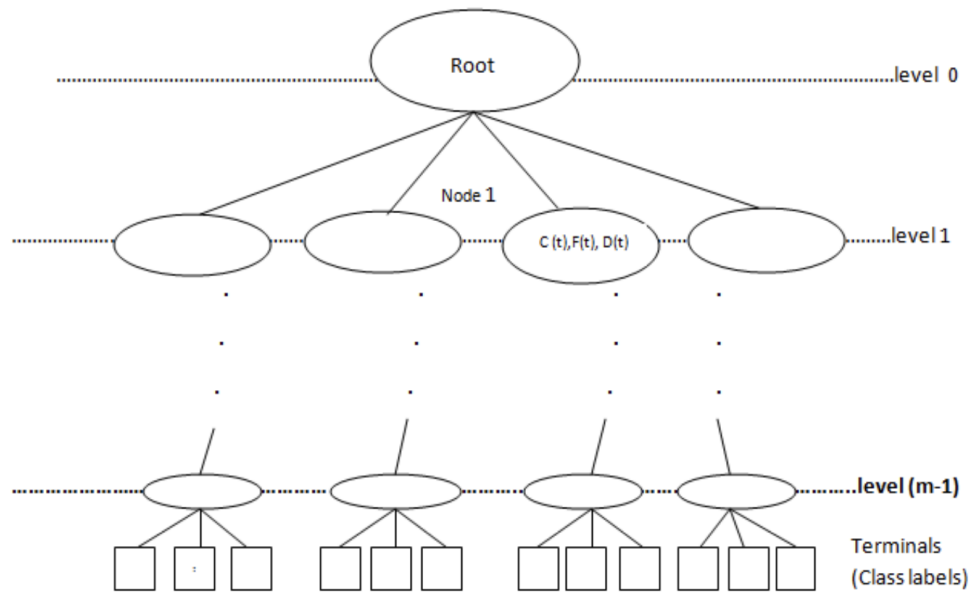 Root
level 0
Node 1
C (t),F(t), D(t)
level 1
level (m-1)
Terminals
(Class labels)